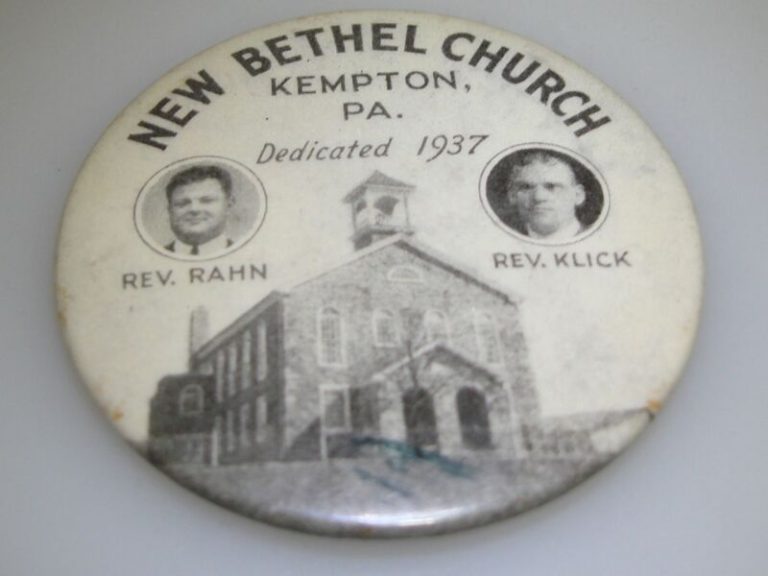 NEW BETHEL CHURCH
KEMPTON,
PA.
Dedicated 1937
REV. RAHN
REV. KLICK